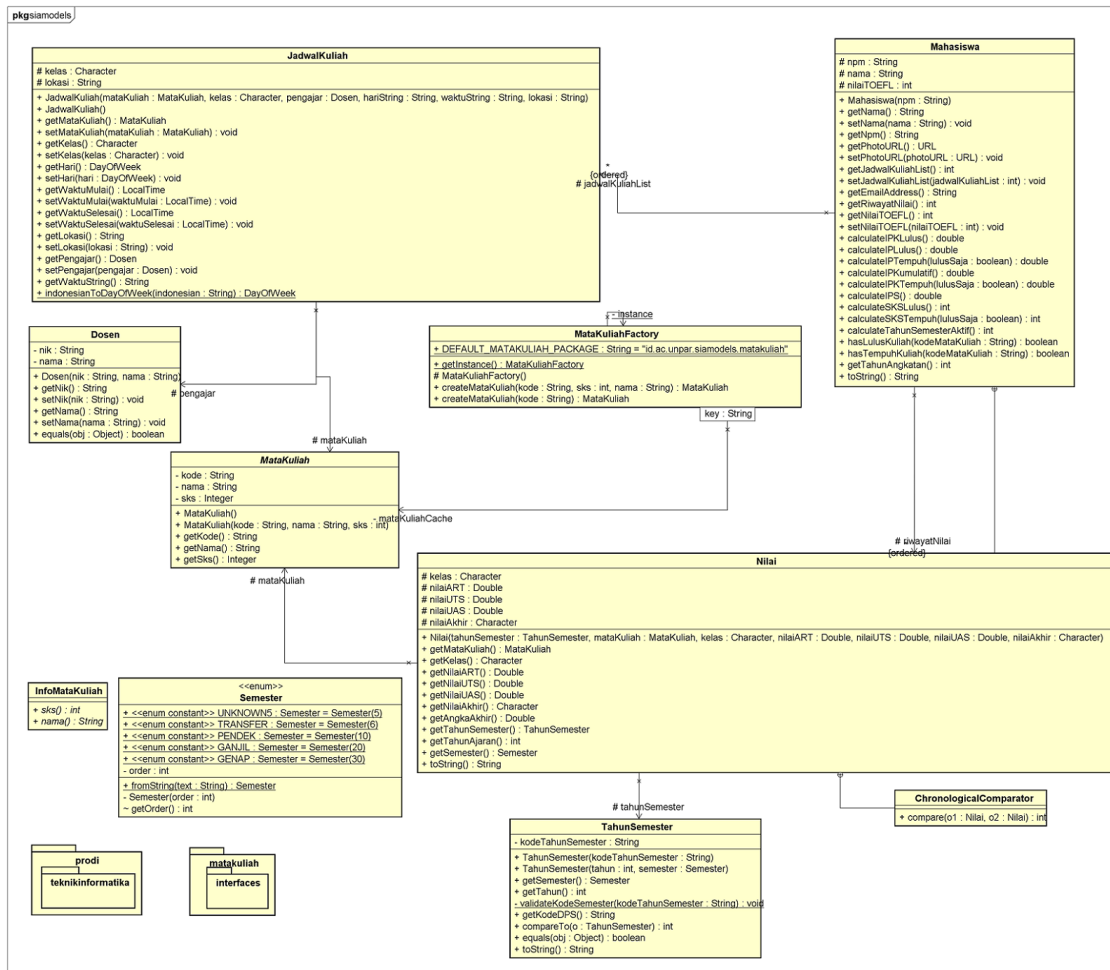 pkg siamodels
JadwalKuliah
# kelas : Character
# lokasi : String
+ JadwalKuliah(mataKuliah : MataKuliah, kelas : Character, pengajar : Dosen, hariString : String, waktuString : String, lokasi : String)
+ JadwalKuliah()
+ getMataKuliah() : MataKuliah
+ setMataKuliah(mataKuliah : MataKuliah) : void
+ getKelas() : Character
+ setKelas(kelas : Character) : void
+ getHari() : DayOfWeek
+ setHari(hari : DayOfWeek) : void
+ getWaktuMulai() : LocalTime
+ setWaktuMulai(waktuMulai : LocalTime) : void
+ getWaktuSelesai() : LocalTime
+ setWaktuSelesai(waktuSelesai : LocalTime) : void
+ getLokasi() : String
+ setLokasi(lokasi : String) : void
+ getPengajar() : Dosen
+ setPengajar(pengajar : Dosen) : void
+ getWaktuString() : String
+ indonesianToDayOfWeek(indonesian : String) : DayOfWeek
*
{ordered}
# jadwalKuliahList
Mahasiswa
# npm : String
# nama : String
# nilaiTOEFL : int
+ Mahasiswa(npm : String)
+ getNama() : String
+ setNama(nama : String) : void
+ getNpm() : String
+ getPhotoURL() : URL
+ setPhotoURL(photoURL : URL) : void
+ getJadwalKuliahList() : int
+ setJadwalKuliahList(jadwalKuliahList : int) : void
+ getEmailAddress() : String
+ getRiwayatNilai() : int
+ getNilaiTOEFL() : int
+ setNilaiTOEFL(nilaiTOEFL : int) : void
+ calculateIPKLulus() : double
+ calculateIPLulus() : double
+ calculateIPTempuh(lulusSaja : boolean) : double
+ calculateIPKumulatif() : double
+ calculateIPKTempuh(lulusSaja : boolean) : double
+ calculateIPS() : double
+ calculateSKSLulus() : int
+ calculateSKSTempuh(lulusSaja : boolean) : int
+ calculateTahunSemesterAktif() : int
+ hasLulusKuliah(kodeMataKuliah : String) : boolean
+ hasTempuhKuliah(kodeMataKuliah : String) : boolean
+ getTahunAngkatan() : int
+ toString() : String
Dosen
- nik : String
- nama : String
+ Dosen(nik : String, nama : String)
+ getNik() : String
+ setNik(nik : String) : void
+ getNama() : String
+ setNama(nama : String) : void
+ equals(obj : Object) : boolean
# pengajar
# mataKuliah
- instance
MataKuliahFactory
+ DEFAULT_MATAKULIAH_PACKAGE : String = "id.ac.unpar.siamodels.matakuliah"
+ getInstance() : MataKuliahFactory
# MataKuliahFactory()
+ createMataKuliah(kode : String, sks : int, nama : String) : MataKuliah
+ createMataKuliah(kode : String) : MataKuliah
key : String
MataKuliah
- kode : String
- nama : String
- sks : Integer
+ MataKuliah()
+ MataKuliah(kode : String, nama : String, sks : int)
+ getKode() : String
+ getNama() : String
+ getSks() : Integer
- mataKuliahCache
# mataKuliah
# riwayatNilai
{ordered}
Nilai
# kelas : Character
# nilaiART : Double
# nilaiUTS : Double
# nilaiUAS : Double
# nilaiAkhir : Character
+ Nilai(tahunSemester : TahunSemester, mataKuliah : MataKuliah, kelas : Character, nilaiART : Double, nilaiUTS : Double, nilaiUAS : Double, nilaiAkhir : Character)
+ getMataKuliah() : MataKuliah
+ getKelas() : Character
+ getNilaiART() : Double
+ getNilaiUTS() : Double
+ getNilaiUAS() : Double
+ getNilaiAkhir() : Character
+ getAngkaAkhir() : Double
+ getTahunSemester() : TahunSemester
+ getTahunAjaran() : int
+ getSemester() : Semester
+ toString() : String
InfoMataKuliah
+ sks() : int
+ nama() : String
<<enum>>
Semester
+ <<enum constant>> UNKNOWN5 : Semester = Semester(5)
+ <<enum constant>> TRANSFER : Semester = Semester(6)
+ <<enum constant>> PENDEK : Semester = Semester(10)
+ <<enum constant>> GANJIL : Semester = Semester(20)
+ <<enum constant>> GENAP : Semester = Semester(30)
- order : int
+ fromString(text : String) : Semester
- Semester(order : int)
~ getOrder() : int
# tahunSemester
ChronologicalComparator
+ compare(o1 : Nilai, o2 : Nilai) : int
TahunSemester
- kodeTahunSemester : String
+ TahunSemester(kodeTahunSemester : String)
+ TahunSemester(tahun : int, semester : Semester)
+ getSemester() : Semester
+ getTahun() : int
- validateKodeSemester(kodeTahunSemester : String) : void
+ getKodeDPS() : String
+ compareTo(o : TahunSemester) : int
+ equals(obj : Object) : boolean
+ toString() : String
prodi
teknikinformatika
matakuliah
interfaces